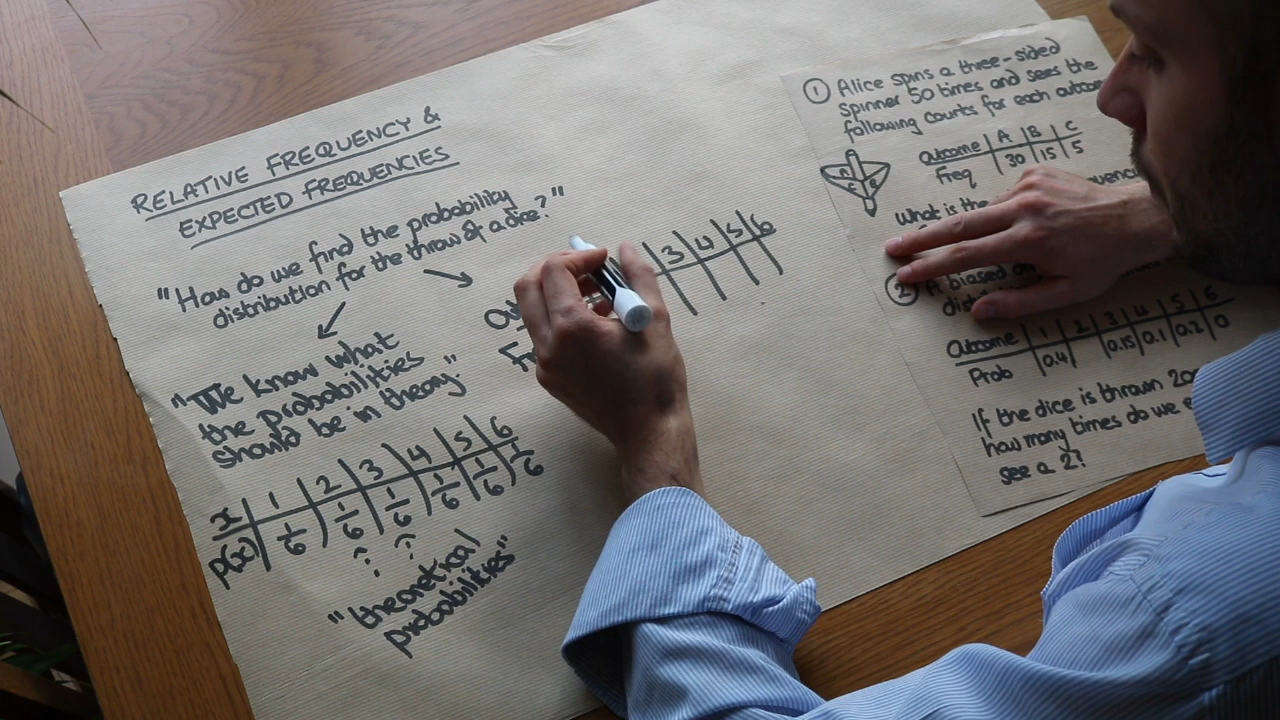 RELATIVE FREQUENCY &
EXPECTED FREQUENCIES
"How do we find the probability
distribution for the throw of a dice?"
"We know what
the probabilities
should be in theory."
x 1 2 3 4 5 6
P(x) 1/6 1/6 1/6 1/6 1/6 1/6
"theoretical
probabilities"
Ou
Fr
3 4 5 6
① Alice spins a three-sided
spinner 50 times and sees the
following counts for each
Outcome A B C
Freq 30 15 5
What is the
② A biased
Outcome 1 2 3 4 5 6
Prob 0.4 0.15 0.1 0.2 0
If the dice is thrown
how many times do we
see a 2?